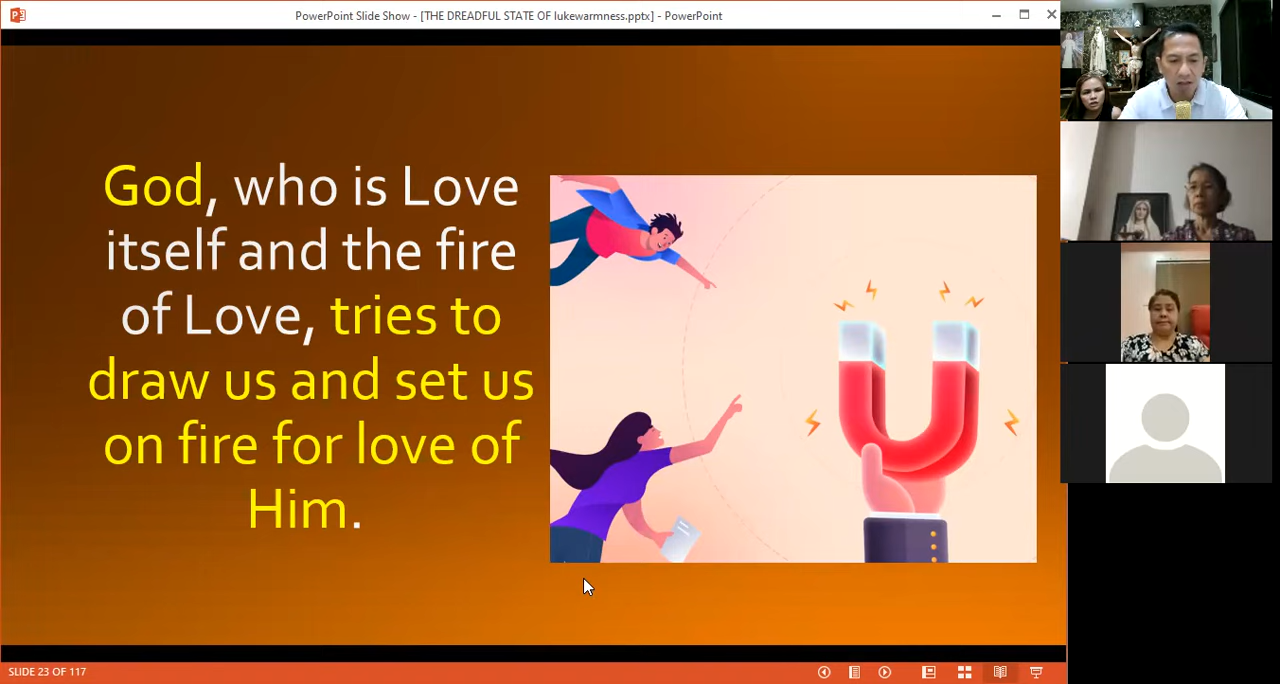 PowerPoint Slide Show - [THE DREADFUL STATE OF lukewarmness.pptx] - PowerPoint
God, who is Love
itself and the fire
of Love, tries to
draw us and set us
on fire for love of
Him.
SLIDE 23 OF 117